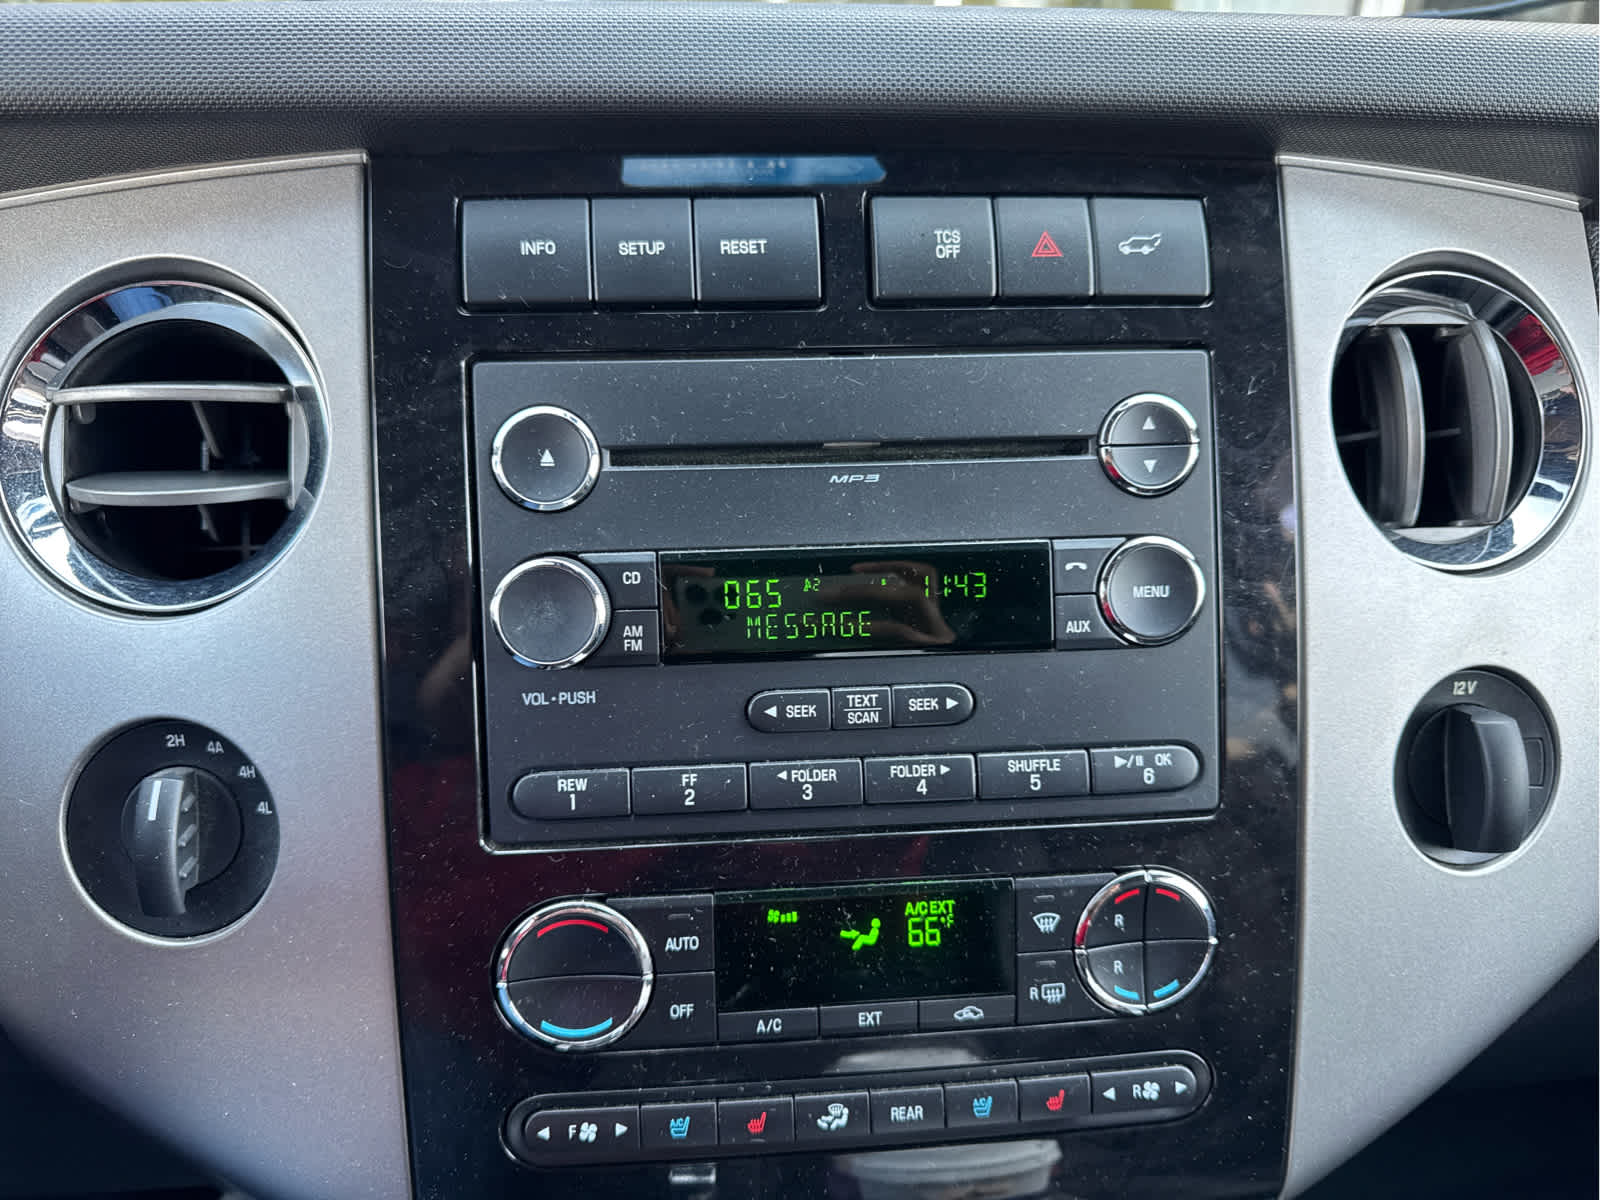 INFO
SETUP
RESET
TCS
OFF
MP3
CD
AM
FM
065
11:43
MESSAGE
MENU
AUX
VOL • PUSH
◄ SEEK
TEXT
SCAN
SEEK ►
REW
1
FF
2
◄ FOLDER
3
FOLDER ►
4
SHUFFLE
5
►/II OK
6
2H
4A
4H
4L
12V
AUTO
OFF
A/C EXT
66°F
A/C
EXT
R
R
R
◄ F ►
A/C
REAR
A/C
◄ R ►